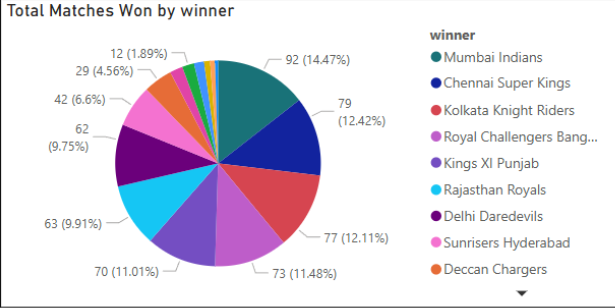 Total Matches Won by winner
12 (1.89%)
29 (4.56%)
42 (6.6%)
62
(9.75%)
63 (9.91%)
70 (11.01%)
92 (14.47%)
79
(12.42%)
77 (12.11%)
73 (11.48%)
winner
Mumbai Indians
Chennai Super Kings
Kolkata Knight Riders
Royal Challengers Bang...
Kings XI Punjab
Rajasthan Royals
Delhi Daredevils
Sunrisers Hyderabad
Deccan Chargers